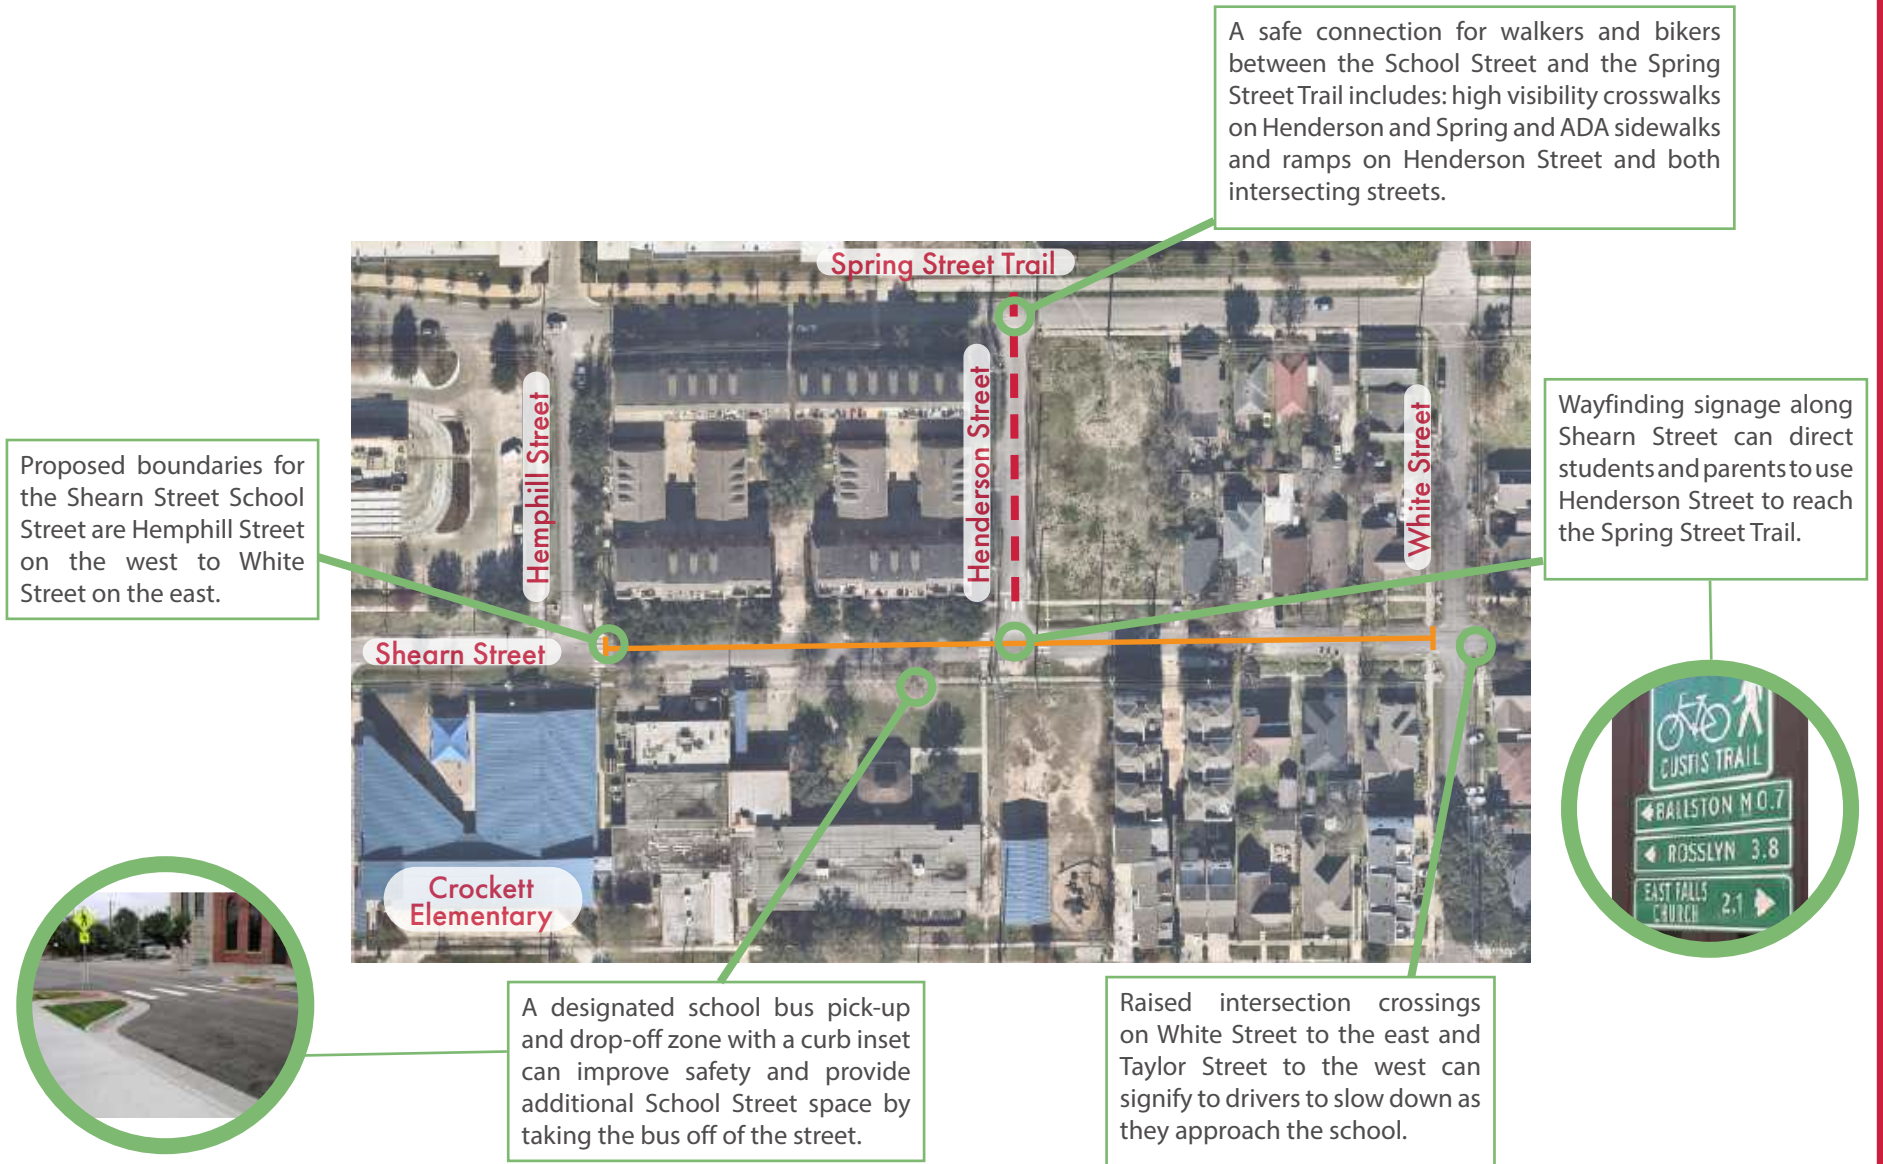 A safe connection for walkers and bikers
between the School Street and the Spring
Street Trail includes: high visibility crosswalks
on Henderson and Spring and ADA sidewalks
and ramps on Henderson Street and both
intersecting streets.
Spring Street Trail
Hemphill Street
Henderson Street
White Street
Wayfinding signage along
Shearn Street can direct
students and parents to use
Henderson Street to reach
the Spring Street Trail.
Proposed boundaries for
the Shearn Street School
Street are Hemphill Street
on the west to White
Street on the east.
Shearn Street
CUSTIS TRAIL
BALLSTON M 0.7
ROSSLYN 3.8
EAST FALLS
CHURCH 2.1
Crockett
Elementary
A designated school bus pick-up
and drop-off zone with a curb inset
can improve safety and provide
additional School Street space by
taking the bus off of the street.
Raised intersection crossings
on White Street to the east and
Taylor Street to the west can
signify to drivers to slow down as
they approach the school.